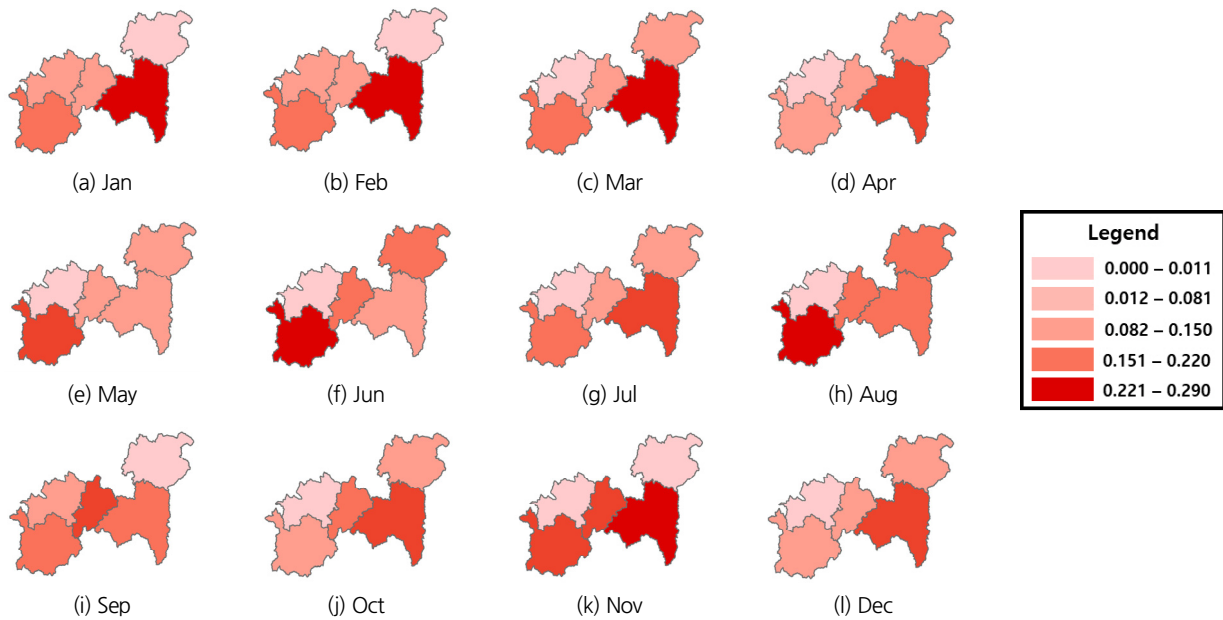 (a) Jan
(b) Feb
(c) Mar
(d) Apr
(e) May
(f) Jun
(g) Jul
(h) Aug
Legend
0.000 – 0.011
0.012 – 0.081
0.082 – 0.150
0.151 – 0.220
0.221 – 0.290
(i) Sep
(j) Oct
(k) Nov
(l) Dec